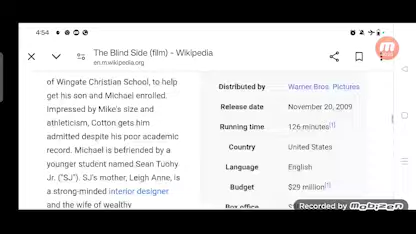 4:54
The Blind Side (film) - Wikipedia
en.m.wikipedia.org
of Wingate Christian School, to help
get his son and Michael enrolled.
Impressed by Mike's size and
athleticism, Cotton gets him
admitted despite his poor academic
record. Michael is befriended by a
younger student named Sean Tuohy
Jr. ("SJ"). SJ's mother, Leigh Anne, is
a strong-minded interior designer
and the wife of wealthy
Distributed by Warner Bros. Pictures
Release date November 20, 2009
Running time 126 minutes[1]
Country United States
Language English
Budget $29 million[1]
Box office
Recorded by MOBIZEN